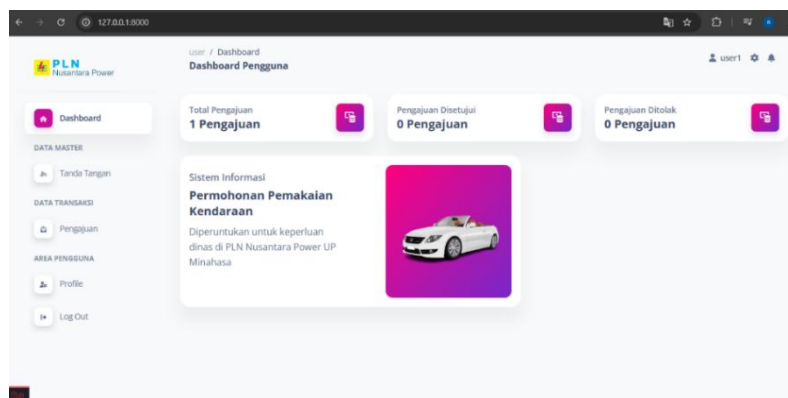 127.0.0.1:8000
PLN
Nusantara Power
user / Dashboard
Dashboard Pengguna
user1
Dashboard
DATA MASTER
Tanda Tangan
DATA TRANSAKSI
Pengajuan
AREA PENGGUNA
Profile
Log Out
Total Pengajuan
1 Pengajuan
Pengajuan Disetujui
0 Pengajuan
Pengajuan Ditolak
0 Pengajuan
Sistem Informasi
Permohonan Pemakaian
Kendaraan
Diperuntukan untuk keperluan
dinas di PLN Nusantara Power UP
Minahasa